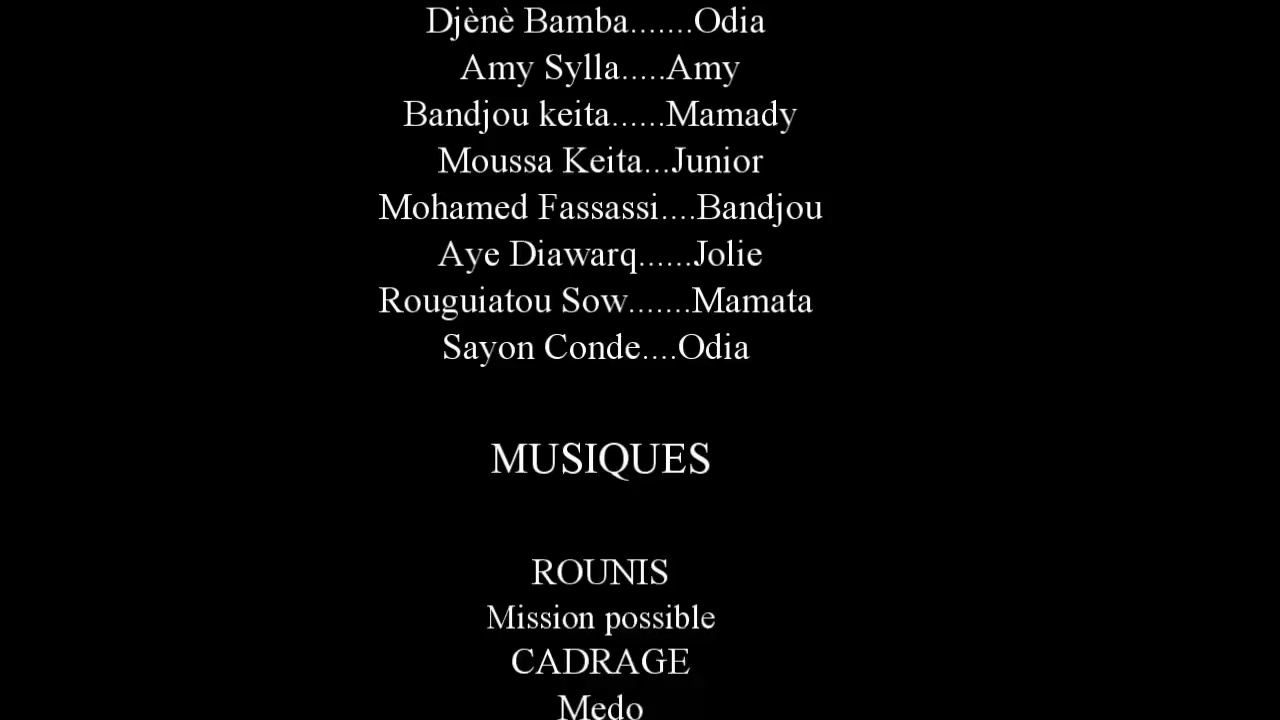 Djènè Bamba.......Odia
Amy Sylla.....Amy
Bandjou keita......Mamady
Moussa Keita...Junior
Mohamed Fassassi....Bandjou
Aye Diawarq......Jolie
Rouguiatou Sow.......Mamata
Sayon Conde....Odia
MUSIQUES
ROUNIS
Mission possible
CADRAGE
Medo